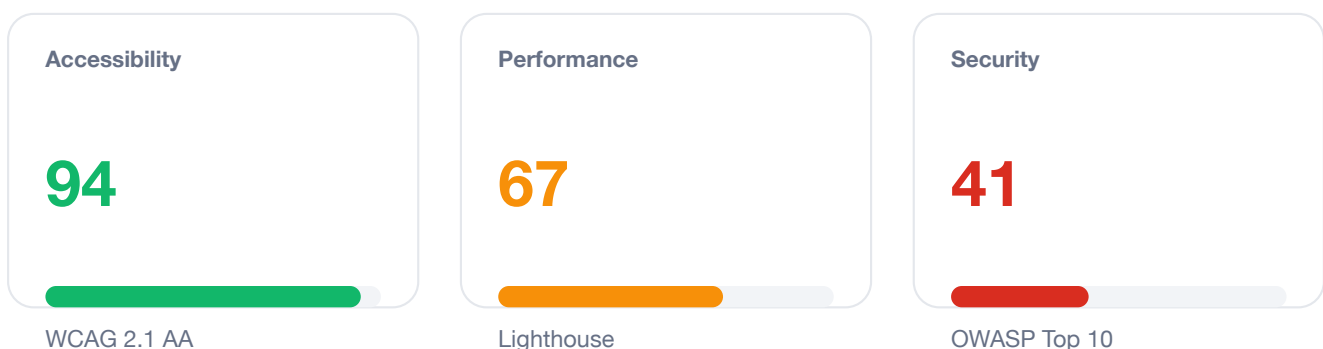 Accessibility
94
WCAG 2.1 AA
Performance
67
Lighthouse
Security
41
OWASP Top 10